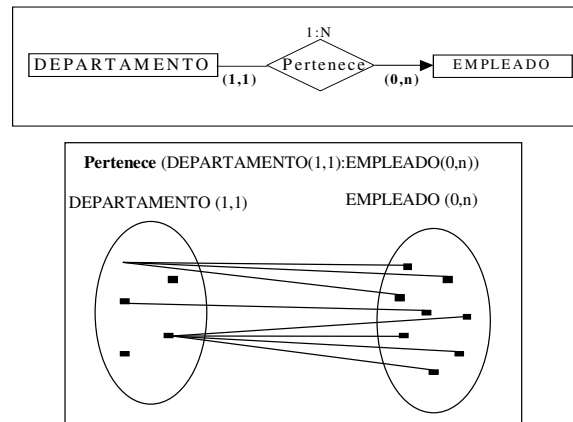 1:N
DEPARTAMENTO Pertenece EMPLEADO
(1,1) (0,n)
Pertenece (DEPARTAMENTO(1,1):EMPLEADO(0,n))
DEPARTAMENTO (1,1) EMPLEADO (0,n)